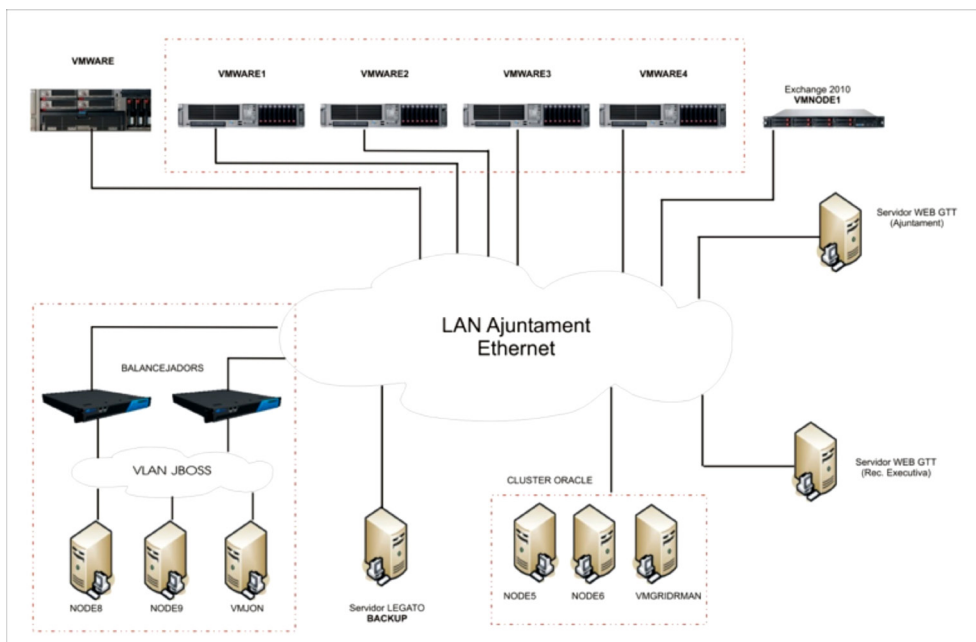 VMWARE
VMWARE1
VMWARE2
VMWARE3
VMWARE4
Exchange 2010
VMNODE1
Servidor WEB GTT
(Ajuntament)
LAN Ajuntament
Ethernet
BALANCEJADORS
VLAN JBOSS
NODE8
NODE9
VMJON
Servidor LEGATO
BACKUP
CLUSTER ORACLE
NODE5
NODE6
VMGRIDRMAN
Servidor WEB GTT
(Rec. Executiva)